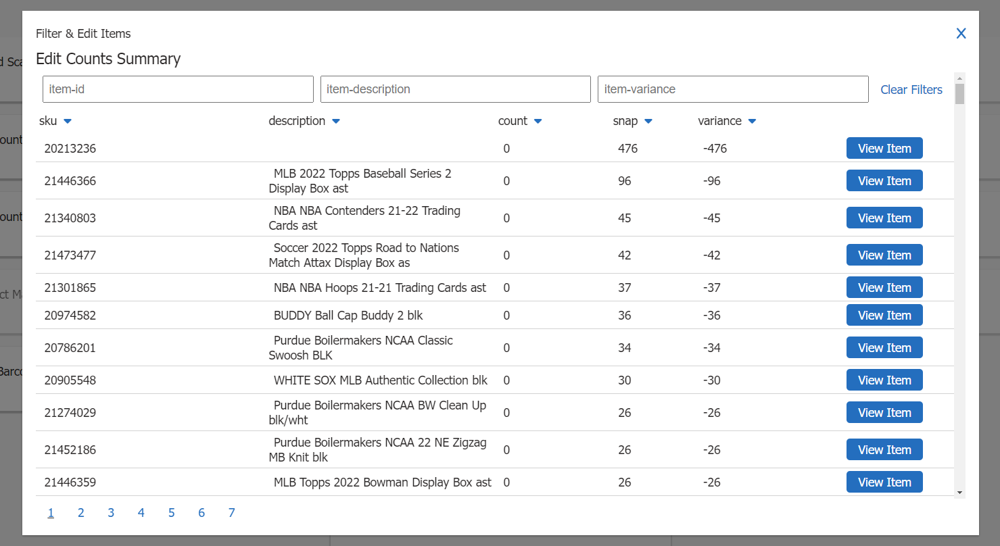 Filter & Edit Items
X
Edit Counts Summary
item-id item-description item-variance Clear Filters
sku description count snap variance
20213236 0 476 -476 View Item
MLB 2022 Topps Baseball Series 2
21446366 0 96 -96 View Item
Display Box ast
NBA NBA Contenders 21-22 Trading
21340803 0 45 -45 View Item
Cards ast
Soccer 2022 Topps Road to Nations
21473477 0 42 -42 View Item
Match Attax Display Box as
21301865 NBA NBA Hoops 21-21 Trading Cards ast 0 37 -37 View Item
20974582 BUDDY Ball Cap Buddy 2 blk 0 36 -36 View Item
Purdue Boilermakers NCAA Classic
20786201 0 34 -34 View Item
Swoosh BLK
20905548 WHITE SOX MLB Authentic Collection blk 0 30 -30 View Item
Purdue Boilermakers NCAA BW Clean Up
21274029 0 26 -26 View Item
blk/wht
Purdue Boilermakers NCAA 22 NE Zigzag
21452186 0 26 -26 View Item
MB Knit blk
21446359 MLB Topps 2022 Bowman Display Box ast 0 26 -26 View Item
1 2 3 4 5 6 7